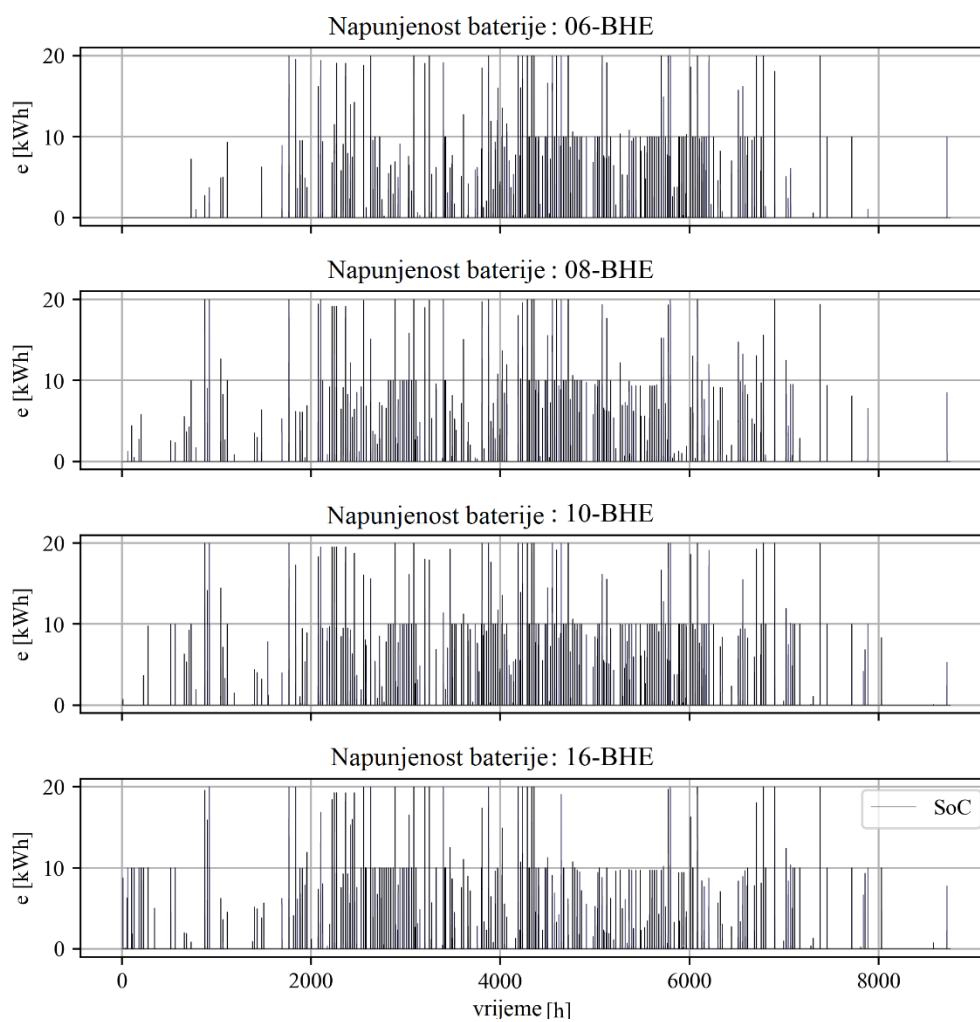 Napunjenost baterije : 06-BHE
20
10
0
e [kWh]
Napunjenost baterije : 08-BHE
20
10
0
e [kWh]
Napunjenost baterije : 10-BHE
20
10
0
e [kWh]
Napunjenost baterije : 16-BHE
20
10
0
e [kWh]
SoC
0 2000 4000 6000 8000
vrijeme [h]